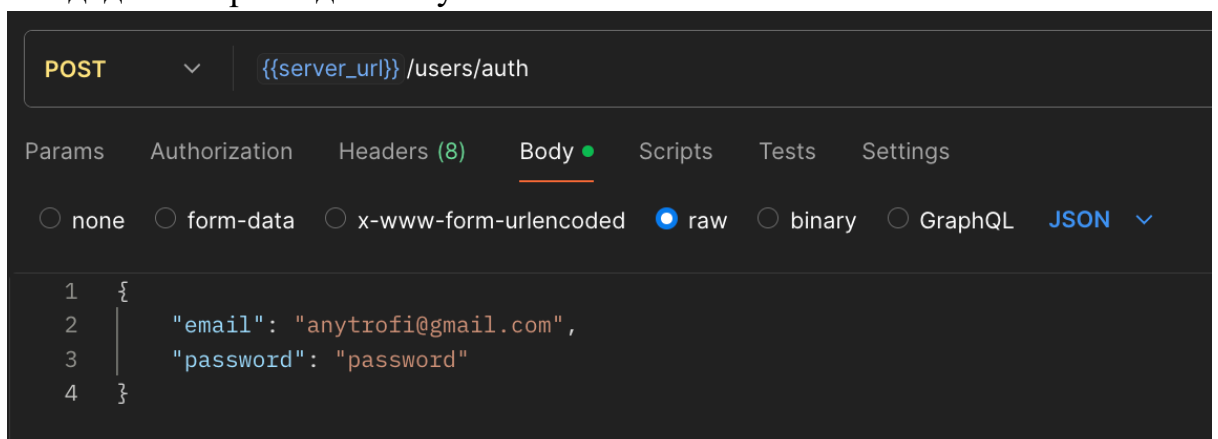 POST {{server_url}} /users/auth
Params Authorization Headers (8) Body Scripts Tests Settings
none form-data x-www-form-urlencoded raw binary GraphQL JSON
1 {
2 "email": "anytrofi@gmail.com",
3 "password": "password"
4 }